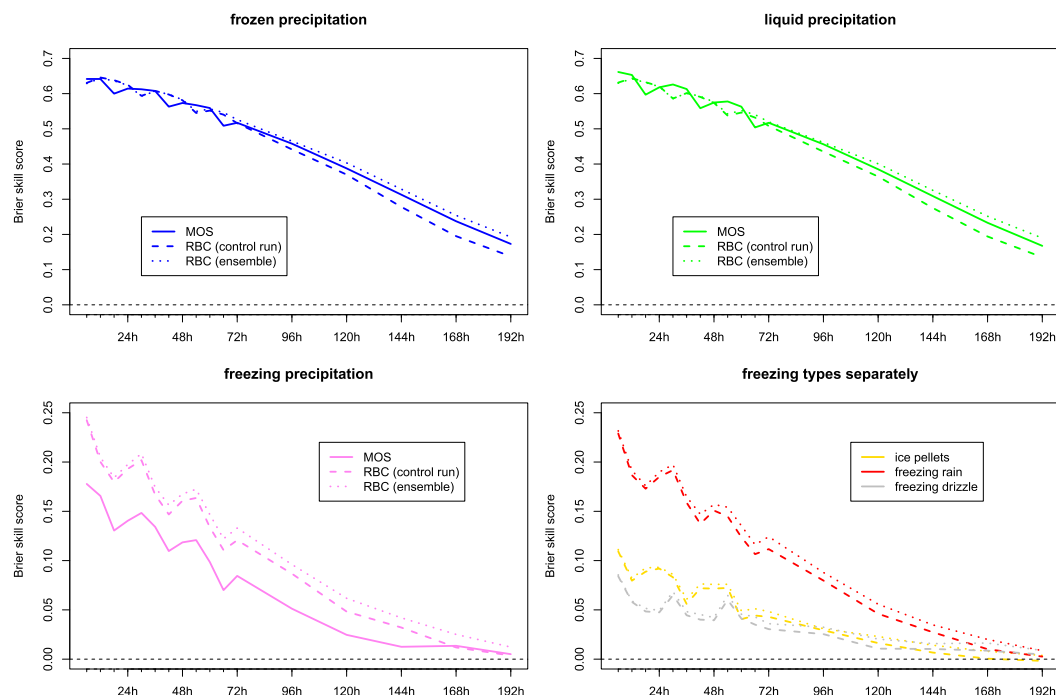 frozen precipitation
Brier skill score
0.7
0.6
0.5
0.4
0.3
0.2
0.1
0.0
MOS
RBC (control run)
RBC (ensemble)
24h 48h 72h 96h 120h 144h 168h 192h
liquid precipitation
Brier skill score
0.7
0.6
0.5
0.4
0.3
0.2
0.1
0.0
MOS
RBC (control run)
RBC (ensemble)
24h 48h 72h 96h 120h 144h 168h 192h
freezing precipitation
Brier skill score
0.25
0.20
0.15
0.10
0.05
0.00
MOS
RBC (control run)
RBC (ensemble)
24h 48h 72h 96h 120h 144h 168h 192h
freezing types separately
Brier skill score
0.25
0.20
0.15
0.10
0.05
0.00
ice pellets
freezing rain
freezing drizzle
24h 48h 72h 96h 120h 144h 168h 192h